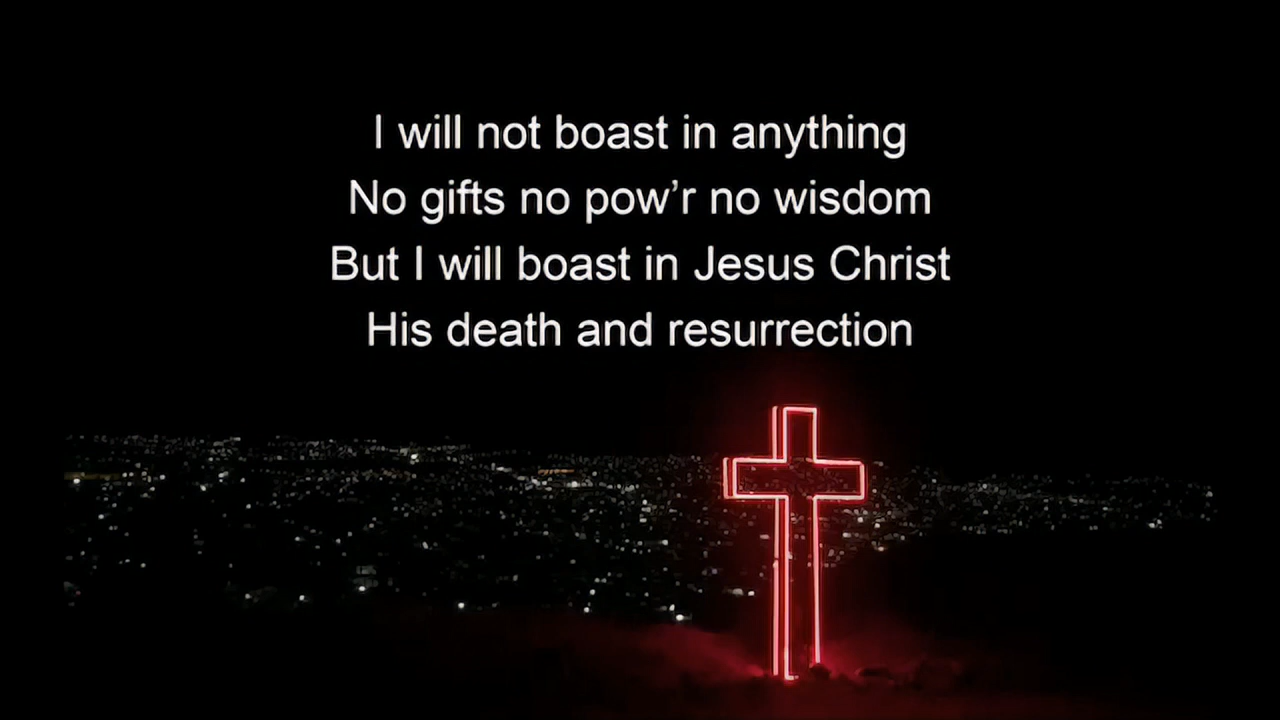 I will not boast in anything
No gifts no pow’r no wisdom
But I will boast in Jesus Christ
His death and resurrection